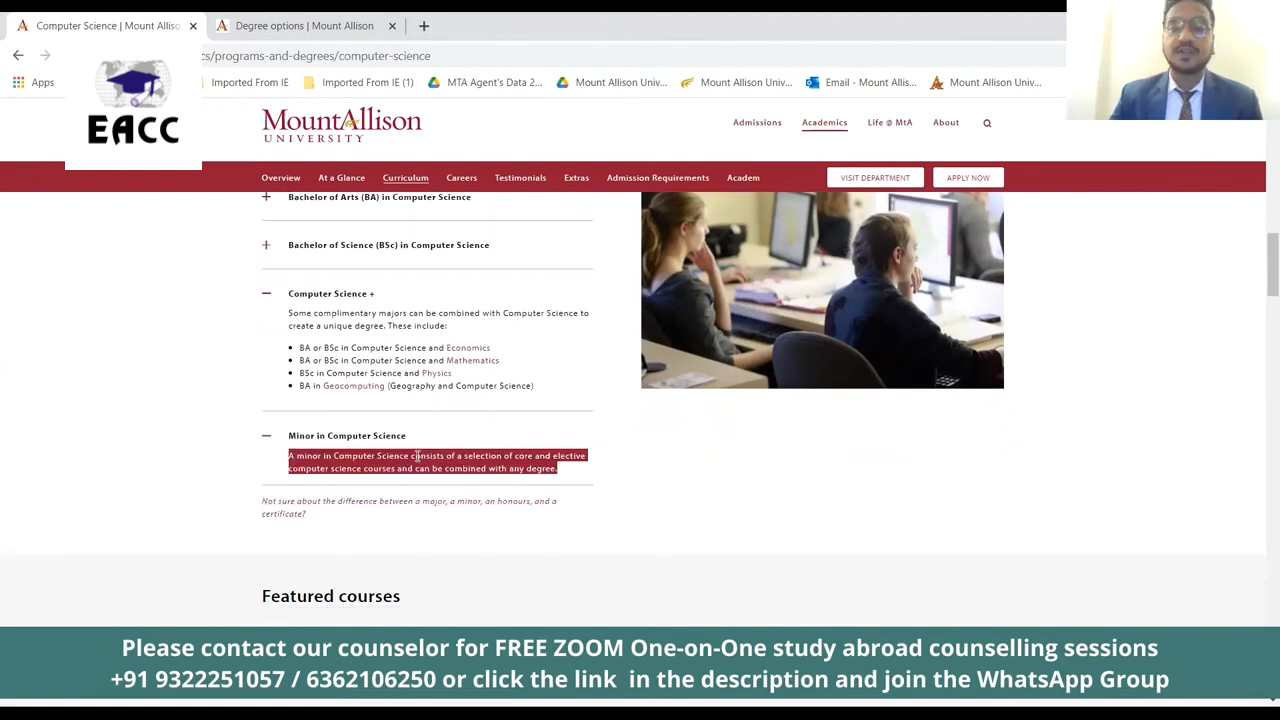 Computer Science | Mount Alliso
Degree options | Mount Allison
cs/programs-and-degrees/computer-science
Apps
Imported From IE
Imported From IE (1)
MTA Agent's Data 2...
Mount Allison Univ...
Mount Allison Univ...
Email - Mount Allis...
Mount Allison Univ...
EACC
MountAllison
UNIVERSITY
Admissions
Academics
Life @ MtA
About
Overview
At a Glance
Curriculum
Careers
Testimonials
Extras
Admission Requirements
Academ
VISIT DEPARTMENT
APPLY NOW
Bachelor of Arts (BA) in Computer Science
Bachelor of Science (BSc) in Computer Science
Computer Science +
Some complimentary majors can be combined with Computer Science to
create a unique degree. These include:
BA or BSc in Computer Science and Economics
BA or BSc in Computer Science and Mathematics
BSc in Computer Science and Physics
BA in Geocomputing (Geography and Computer Science)
Minor in Computer Science
A minor in Computer Science consists of a selection of core and elective
computer science courses and can be combined with any degree.
Not sure about the difference between a major, a minor, an honours, and a
certificate?
Featured courses
Please contact our counselor for FREE ZOOM One-on-One study abroad counselling sessions
+91 9322251057 / 6362106250 or click the link in the description and join the WhatsApp Group